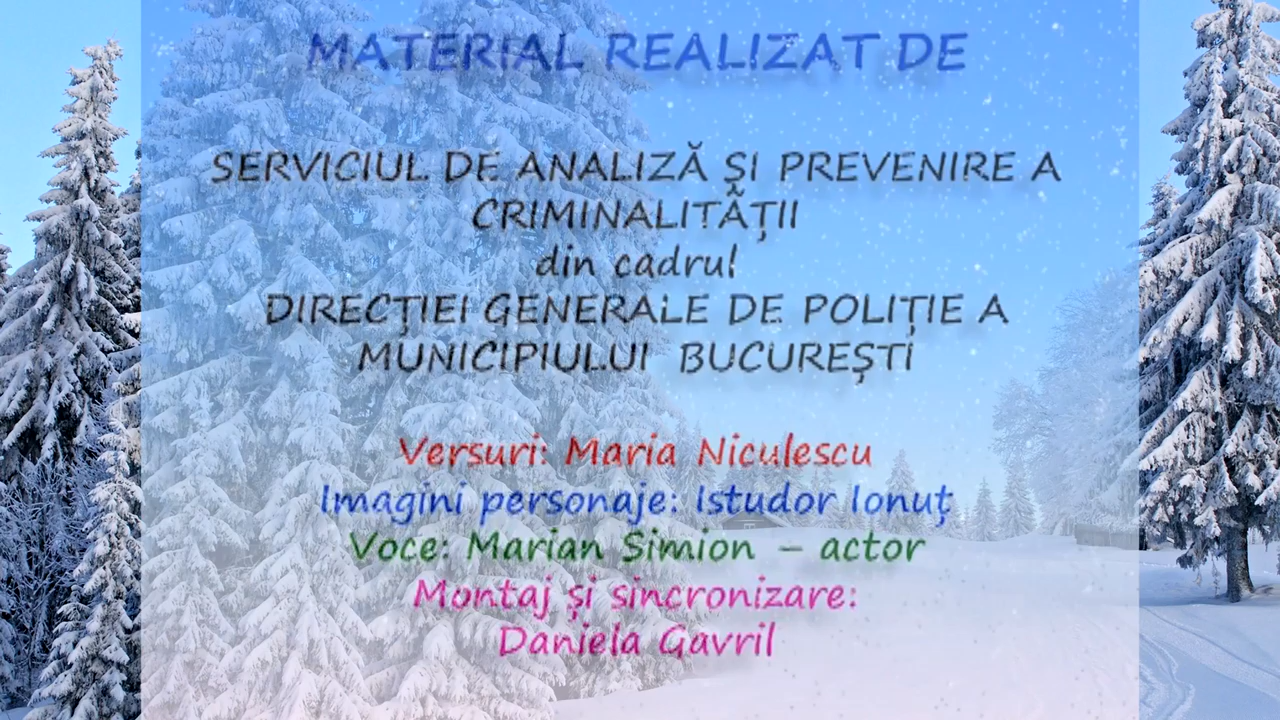 MATERIAL REALIZAT DE
SERVICIUL DE ANALIZĂ ȘI PREVENIRE A
CRIMINALITĂȚII
din cadrul
DIRECȚIEI GENERALE DE POLIȚIE A
MUNICIPIULUI BUCUREȘTI
Versuri: Maria Niculescu
Imagini personaje: Istudor Ionuț
Voce: Marian Simion – actor
Montaj și sincronizare:
Daniela Gavril